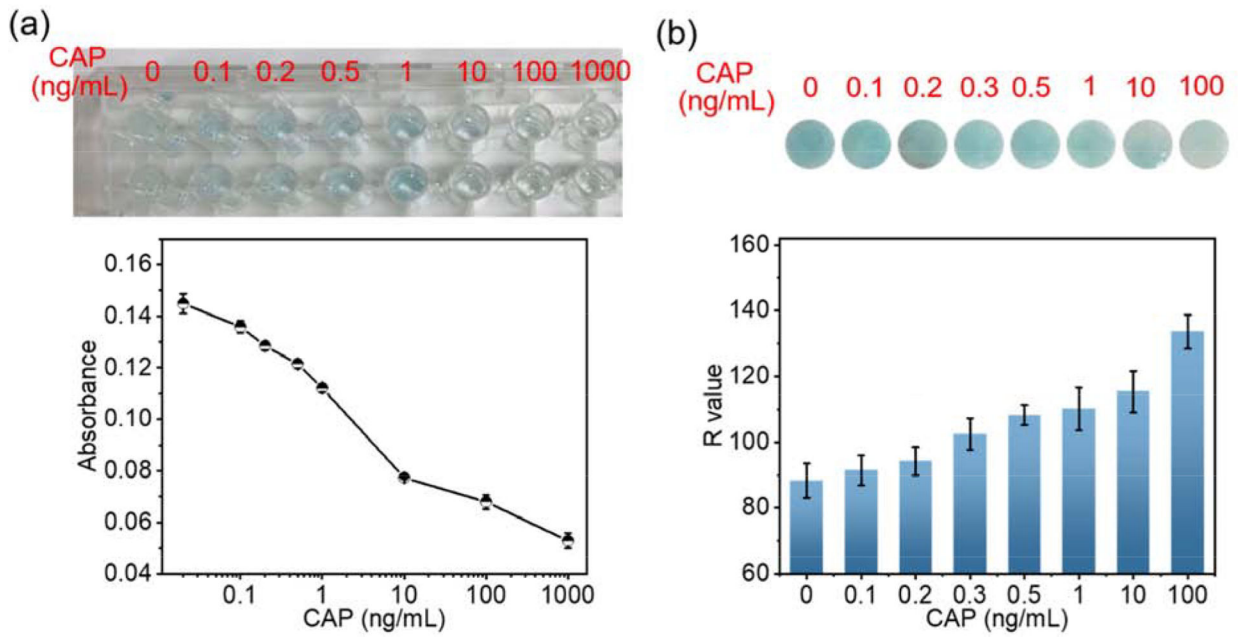 (a)
CAP
(ng/mL)
0 0.1 0.2 0.5 1 10 100 1000
0.16
0.14
0.12
0.10
0.08
0.06
0.04
Absorbance
0.1 1 10 100 1000
CAP (ng/mL)
(b)
CAP
(ng/mL)
0 0.1 0.2 0.3 0.5 1 10 100
160
140
120
100
80
60
R value
0 0.1 0.2 0.3 0.5 1 10 100
CAP (ng/mL)